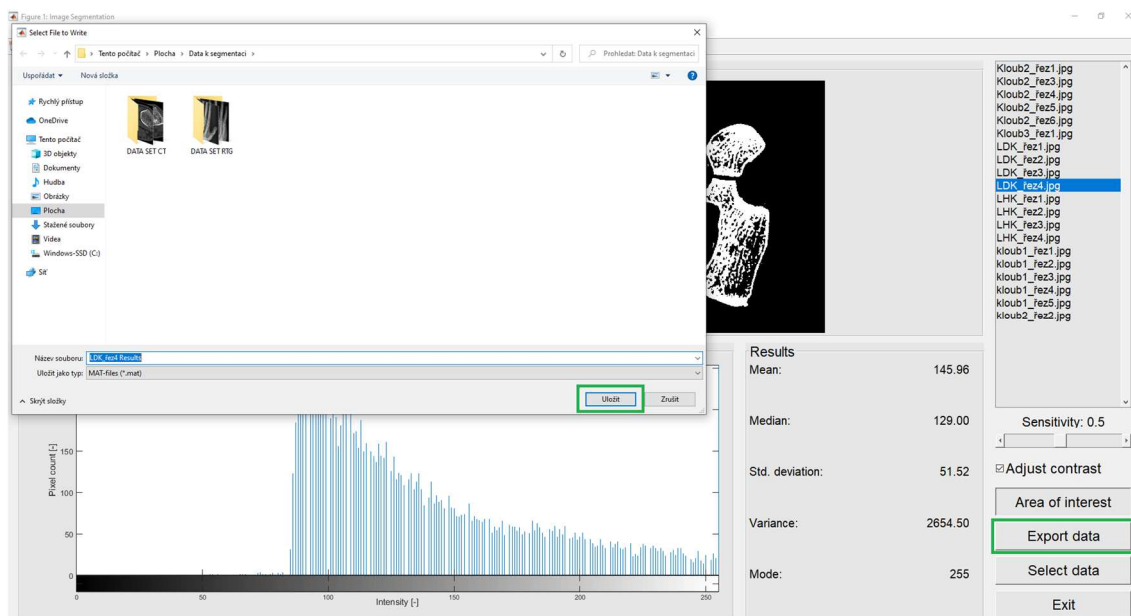 Figure 1: Image Segmentation
Select File to Write
Tento počítač > Plocha > Data k segmentaci >
Prohledat: Data k segmentaci
Uspořádat
Nová složka
Rychlý přístup
OneDrive
Tento počítač
3D objekty
Dokumenty
Hudba
Obrázky
Plocha
Stažené soubory
Videa
Windows-SSD (C:)
Síť
DATA SET CT
DATA SET RTG
Název souboru: LDK_řez4 Results
Uložit jako typ: MAT-files (*.mat)
Skrýt složky
Uložit
Zrušit
Kloub2_řez1.jpg
Kloub2_řez3.jpg
Kloub2_řez4.jpg
Kloub2_řez5.jpg
Kloub2_řez6.jpg
Kloub3_řez1.jpg
LDK_řez1.jpg
LDK_řez2.jpg
LDK_řez3.jpg
LDK_řez4.jpg
LHK_řez1.jpg
LHK_řez2.jpg
LHK_řez3.jpg
LHK_řez4.jpg
kloub1_řez1.jpg
kloub1_řez2.jpg
kloub1_řez3.jpg
kloub1_řez4.jpg
kloub1_řez5.jpg
kloub2_řez2.jpg
Results
Mean: 145.96
Median: 129.00
Std. deviation: 51.52
Variance: 2654.50
Mode: 255
Sensitivity: 0.5
Adjust contrast
Area of interest
Export data
Select data
Exit
Pixel count [-]
150
100
50
0
0 50 100 150 200 250
Intensity [-]